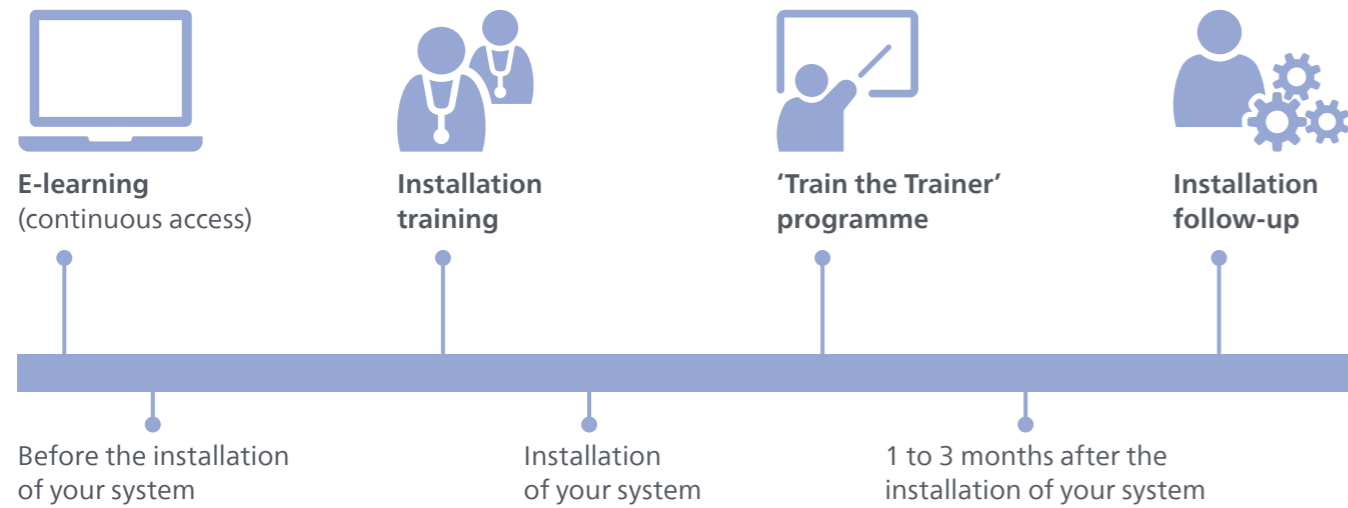 E-learning
(continuous access)
Installation
training
‘Train the Trainer’
programme
Installation
follow-up
Before the installation
of your system
Installation
of your system
1 to 3 months after the
installation of your system